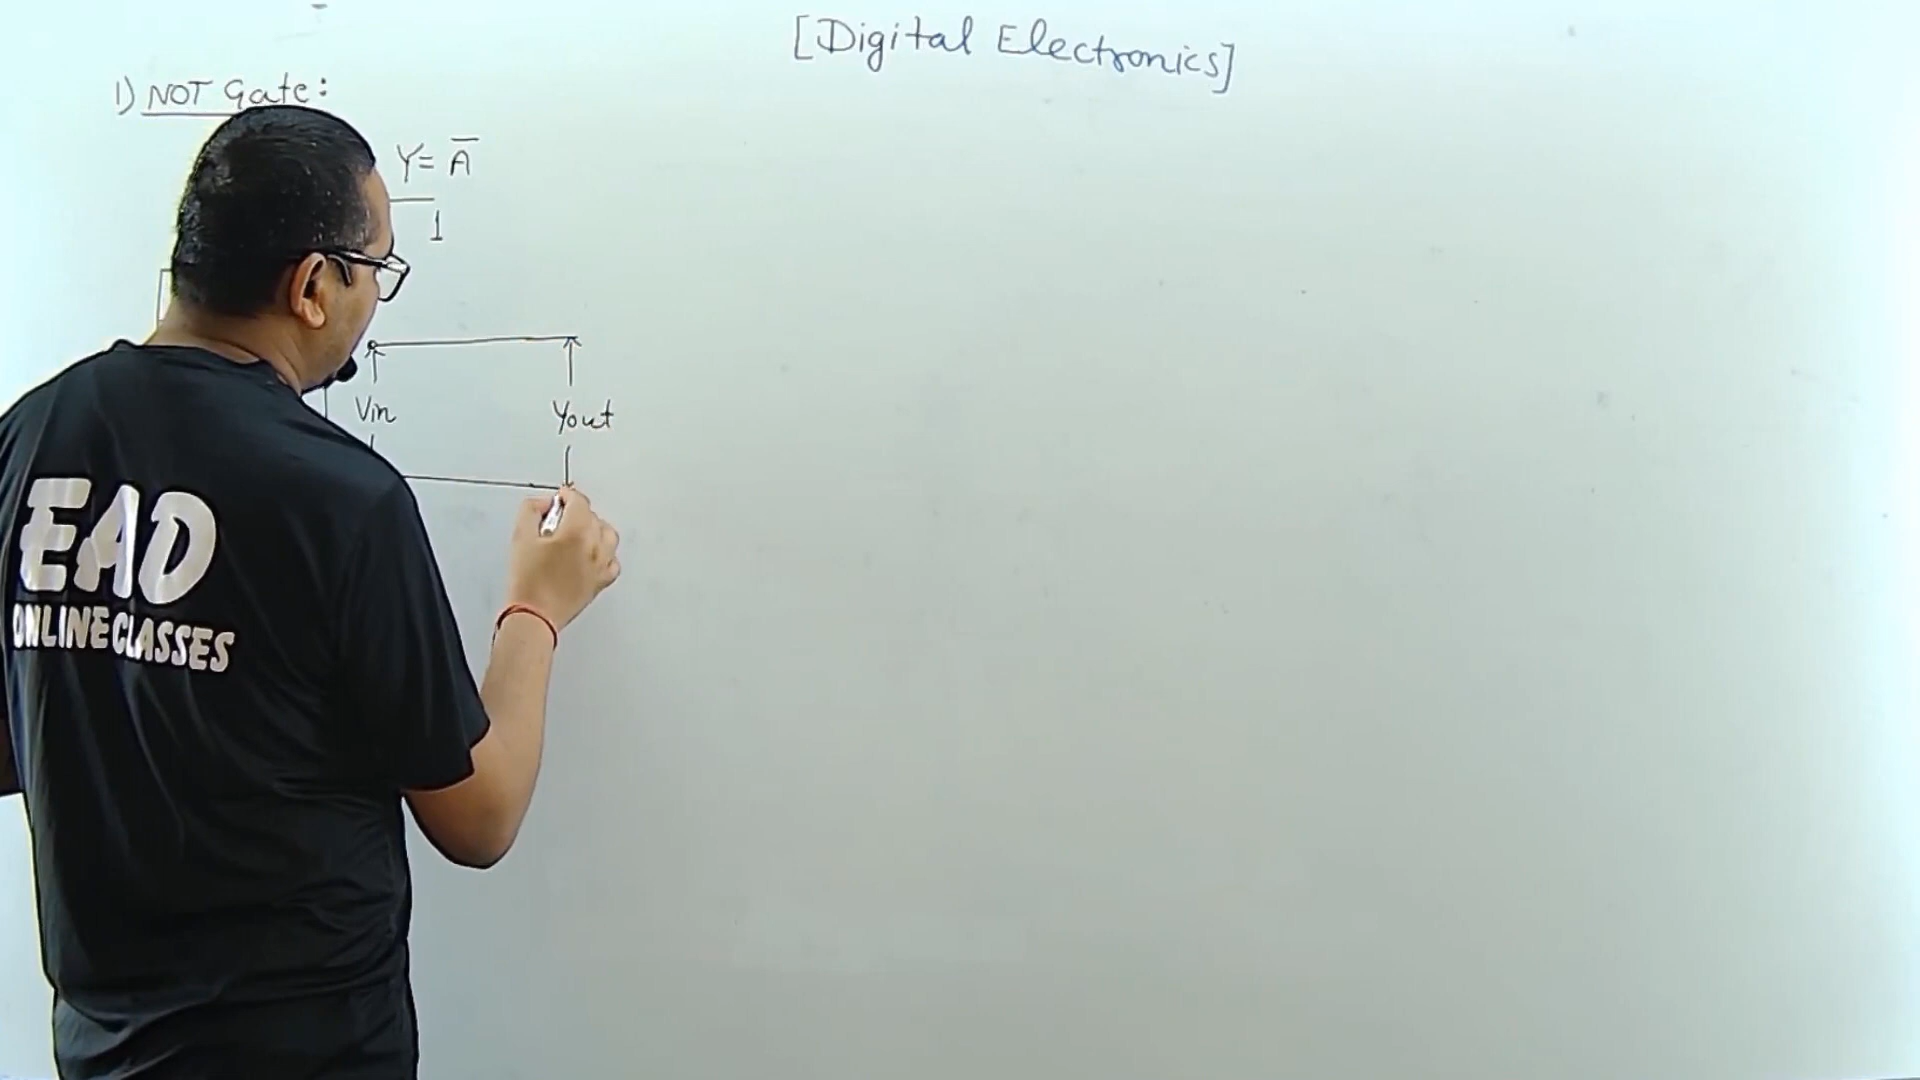 [Digital Electronics]
1) NOT Gate:
Y = A̅
1
Vin
Yout
EAD
ONLINE CLASSES